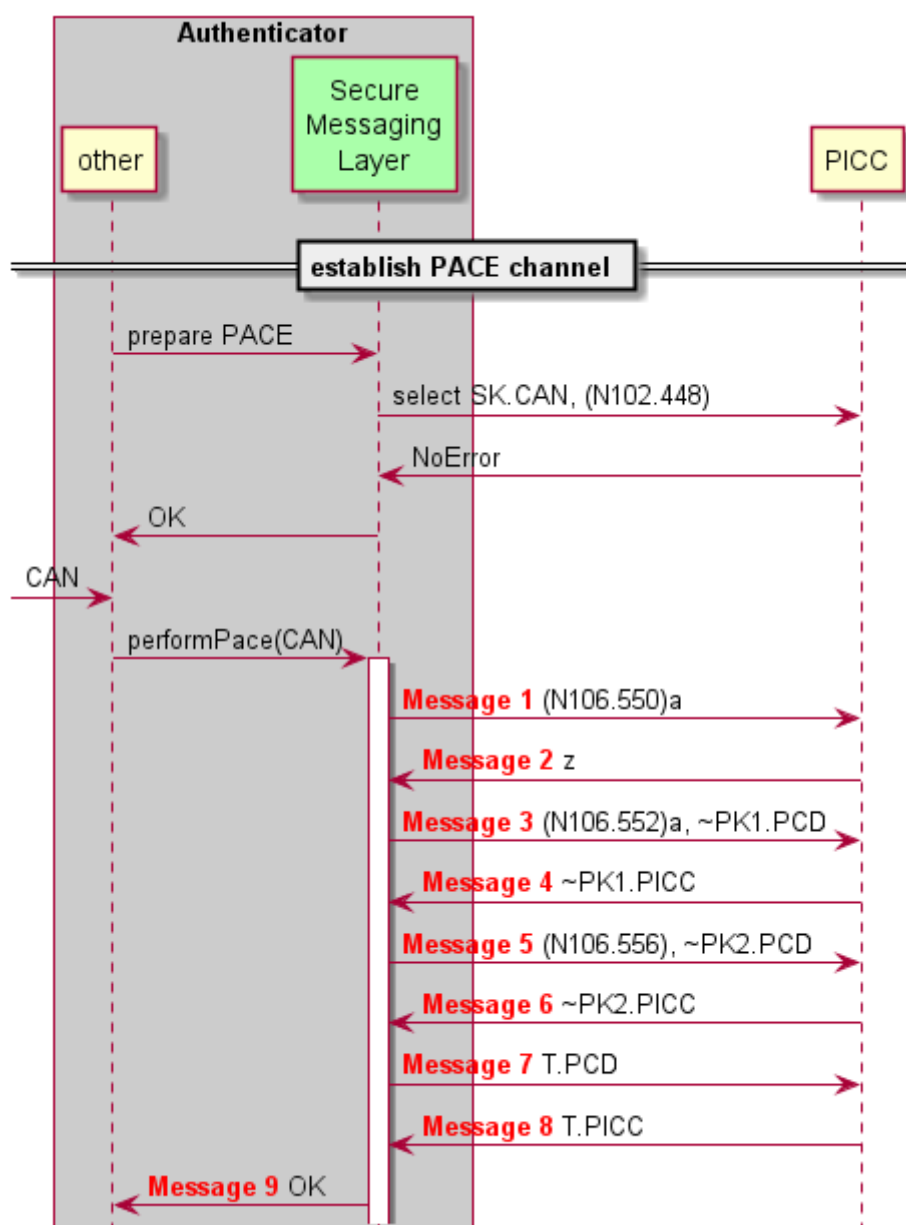 Authenticator
Secure
Messaging
Layer
other
PICC
establish PACE channel
prepare PACE
select SK.CAN, (N102.448)
NoError
OK
CAN
performPace(CAN)
Message 1 (N106.550)a
Message 2 z
Message 3 (N106.552)a, ~PK1.PCD
Message 4 ~PK1.PICC
Message 5 (N106.556), ~PK2.PCD
Message 6 ~PK2.PICC
Message 7 T.PCD
Message 8 T.PICC
Message 9 OK